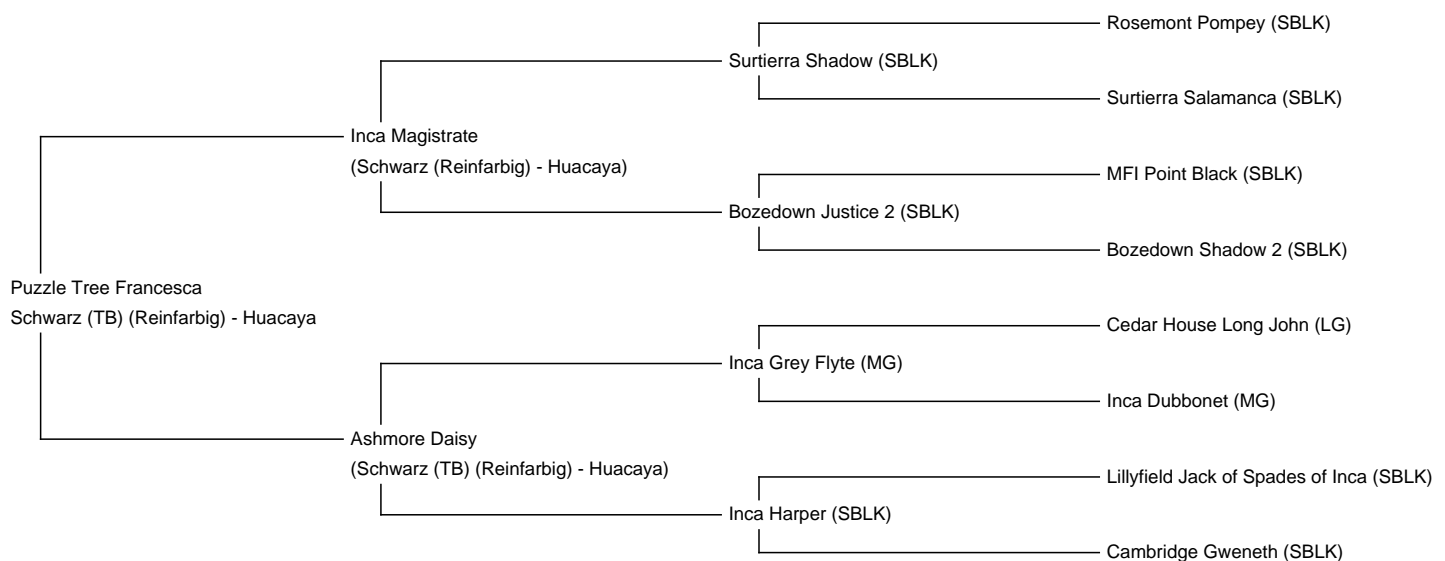 Rosemont Pompey (SBLK)
Surtierra Shadow (SBLK)
Surtierra Salamanca (SBLK)
Inca Magistrate
(Schwarz (Reinfarbig) - Huacaya)
MFI Point Black (SBLK)
Bozedown Justice 2 (SBLK)
Bozedown Shadow 2 (SBLK)
Puzzle Tree Francesca
Schwarz (TB) (Reinfarbig) - Huacaya
Cedar House Long John (LG)
Inca Grey Flyte (MG)
Inca Dubbonet (MG)
Ashmore Daisy
(Schwarz (TB) (Reinfarbig) - Huacaya)
Lillyfield Jack of Spades of Inca (SBLK)
Inca Harper (SBLK)
Cambridge Gweneth (SBLK)